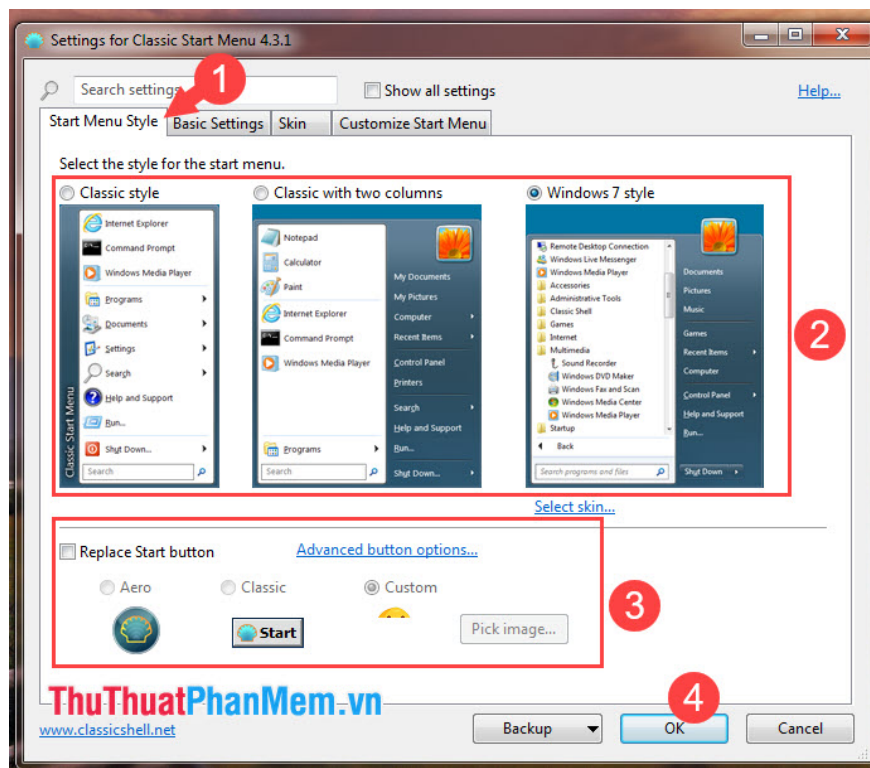 Settings for Classic Start Menu 4.3.1
1
Search settings
Show all settings
Help...
Start Menu Style
Basic Settings
Skin
Customize Start Menu
Select the style for the start menu.
Classic style
Classic with two columns
Windows 7 style
Internet Explorer
Command Prompt
Windows Media Player
Programs
Documents
Settings
Search
Help and Support
Run...
Shut Down...
Search
Classic Start Menu
Notepad
Calculator
Paint
Internet Explorer
Command Prompt
Windows Media Player
Programs
Search
My Documents
My Pictures
Computer
Recent Items
Control Panel
Printers
Search
Help and Support
Run...
Shut Down...
Remote Desktop Connection
Windows Live Messenger
Windows Media Player
Accessories
Administrative Tools
Classic Shell
Games
Internet
Multimedia
Sound Recorder
Windows DVD Maker
Windows Fax and Scan
Windows Media Center
Windows Media Player
Startup
Back
Search programs and files
Documents
Pictures
Music
Games
Recent Items
Computer
Control Panel
Help and Support
Run...
Shut Down
2
Select skin...
Replace Start button
Advanced button options...
Aero
Classic
Custom
Start
Pick image...
3
ThuThuatPhanMem.vn
4
www.classicshell.net
Backup
OK
Cancel